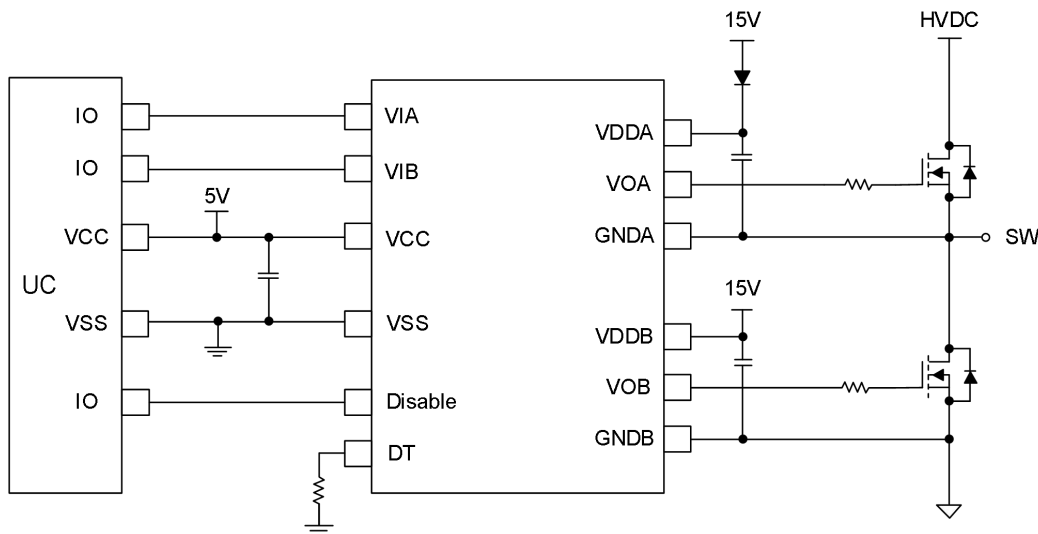 15V
HVDC
IO
VIA
VDDA
IO
VIB
VOA
5V
VCC
VCC
GNDA
SW
UC
15V
VSS
VSS
VDDB
IO
Disable
VOB
DT
GNDB